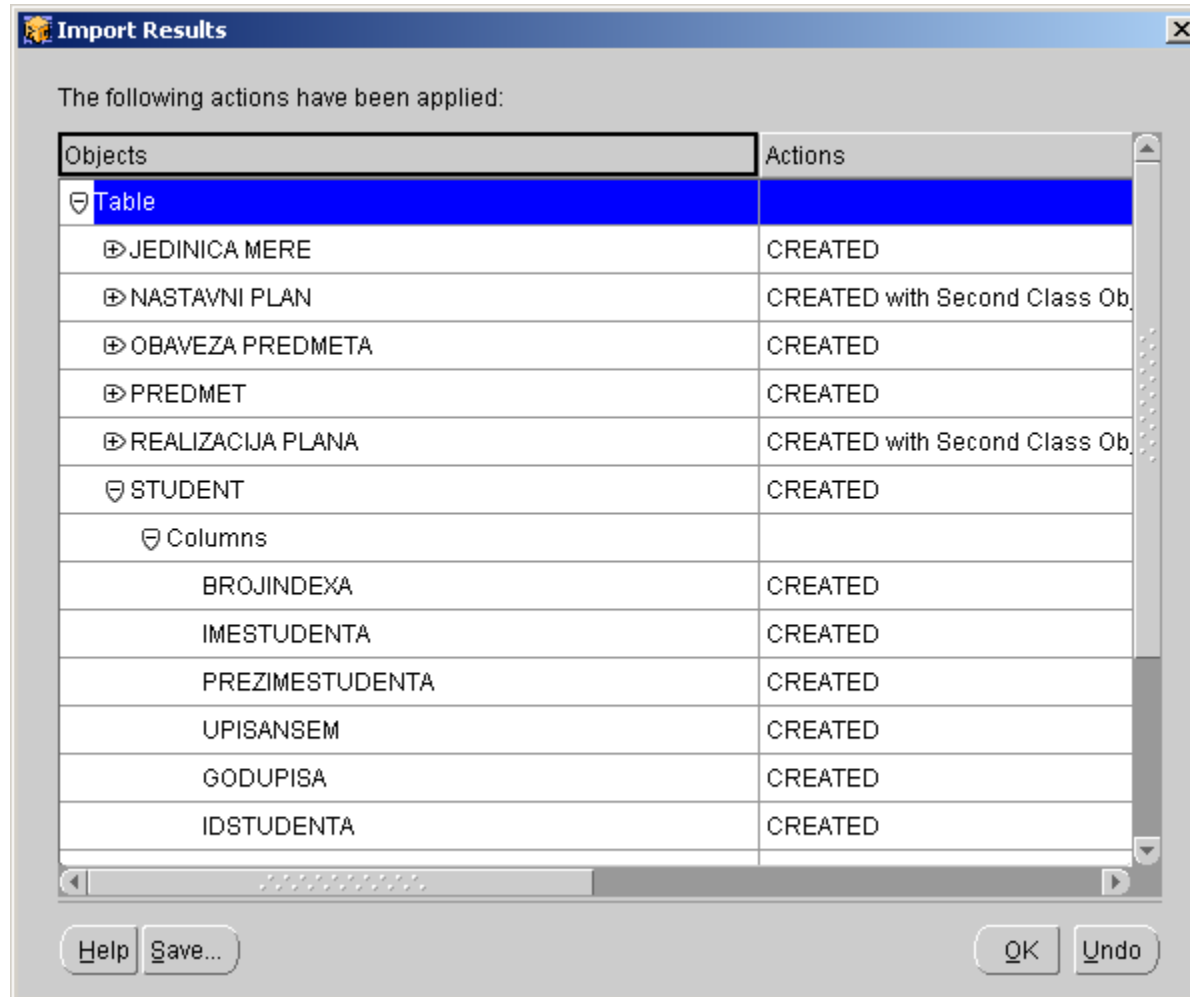 Import Results
The following actions have been applied:
Objects Actions
Table
JEDINICA MERE CREATED
NASTAVNI PLAN CREATED with Second Class Ob
OBAVEZA PREDMETA CREATED
PREDMET CREATED
REALIZACIJA PLANA CREATED with Second Class Ob
STUDENT CREATED
Columns
BROJINDEXA CREATED
IMESTUDENTA CREATED
PREZIMESTUDENTA CREATED
UPISANSEM CREATED
GODUPISA CREATED
IDSTUDENTA CREATED
Help Save... OK Undo